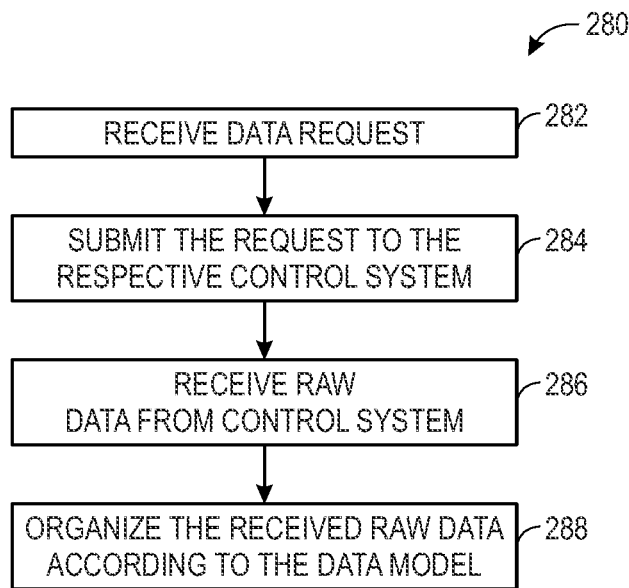 280
RECEIVE DATA REQUEST
282
SUBMIT THE REQUEST TO THE
RESPECTIVE CONTROL SYSTEM
284
RECEIVE RAW
DATA FROM CONTROL SYSTEM
286
ORGANIZE THE RECEIVED RAW DATA
ACCORDING TO THE DATA MODEL
288